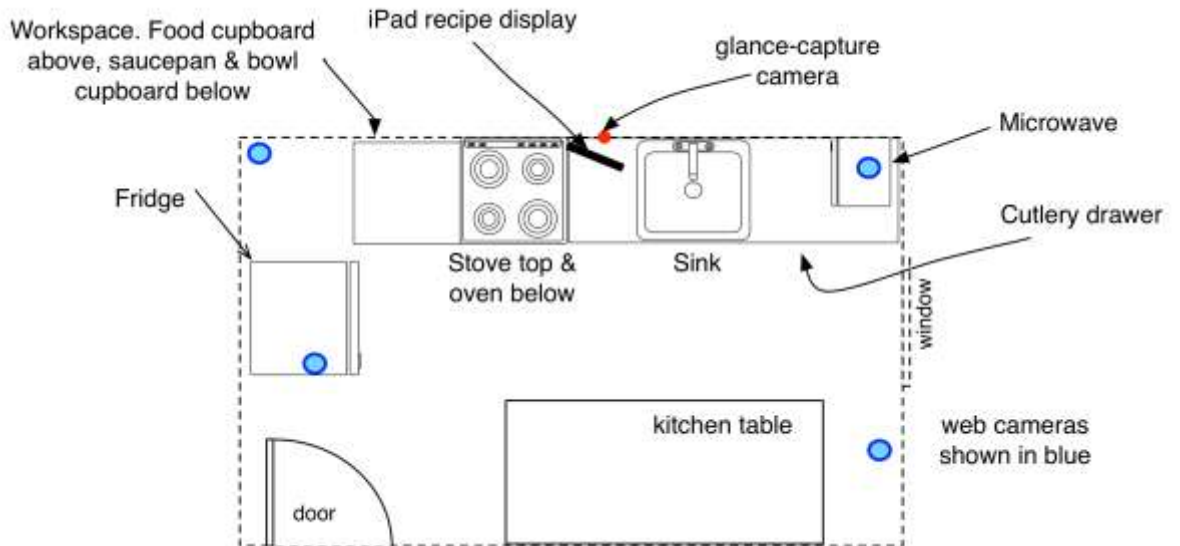 iPad recipe display
Workspace. Food cupboard
above, saucepan & bowl
cupboard below
glance-capture
camera
Microwave
Fridge
Cutlery drawer
Stove top &
oven below
Sink
window
kitchen table
web cameras
shown in blue
door